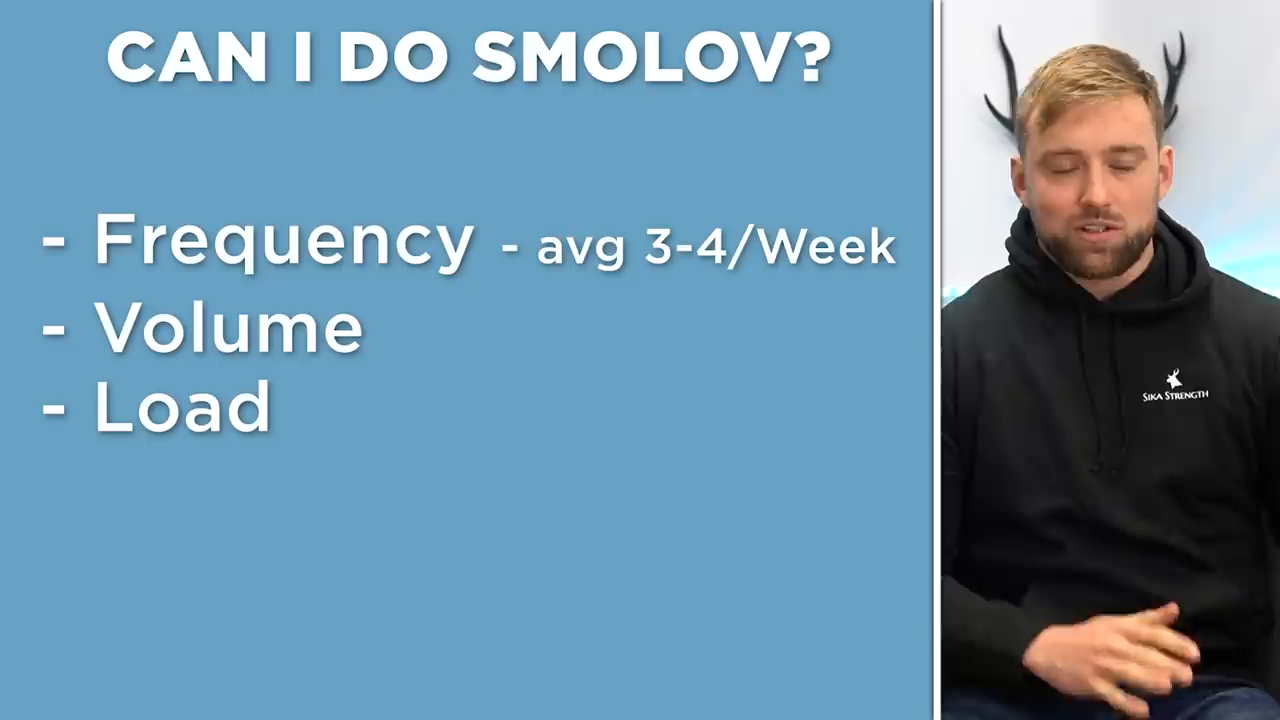 CAN I DO SMOLOV?
- Frequency - avg 3-4/Week
- Volume
- Load
SIKA STRENGTH